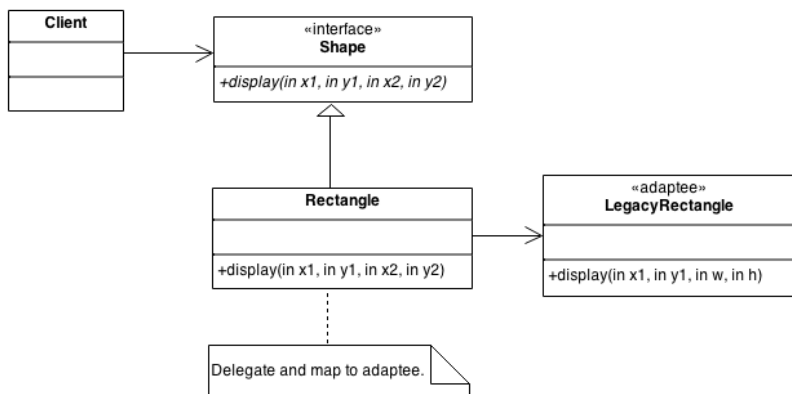 Client
«interface»
Shape
+display(in x1, in y1, in x2, in y2)
Rectangle
+display(in x1, in y1, in x2, in y2)
«adaptee»
LegacyRectangle
+display(in x1, in y1, in w, in h)
Delegate and map to adaptee.